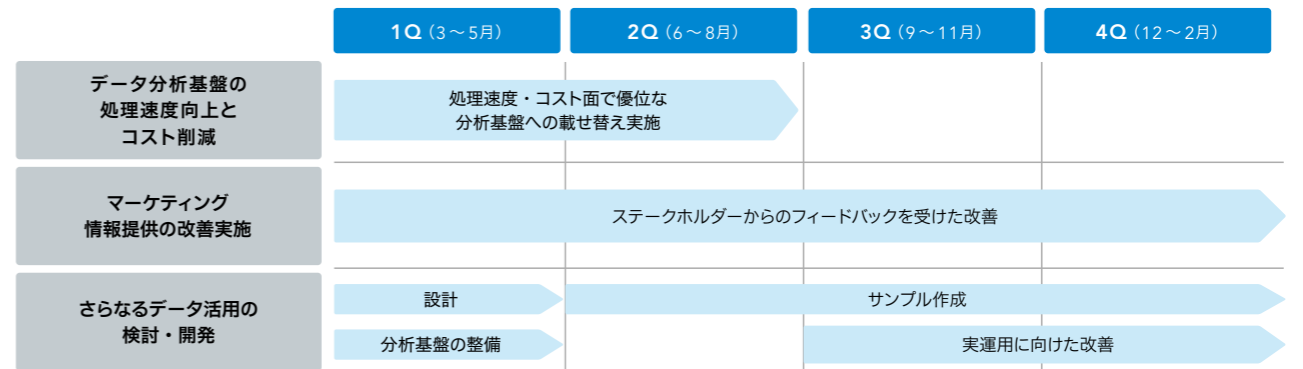 1Q（3～5月） 2Q（6～8月） 3Q（9～11月） 4Q（12～2月）
データ分析基盤の
処理速度向上と
コスト削減
処理速度・コスト面で優位な
分析基盤への載せ替え実施
マーケティング
情報提供の改善実施
ステークホルダーからのフィードバックを受けた改善
さらなるデータ活用の
検討・開発
設計
サンプル作成
分析基盤の整備
実運用に向けた改善